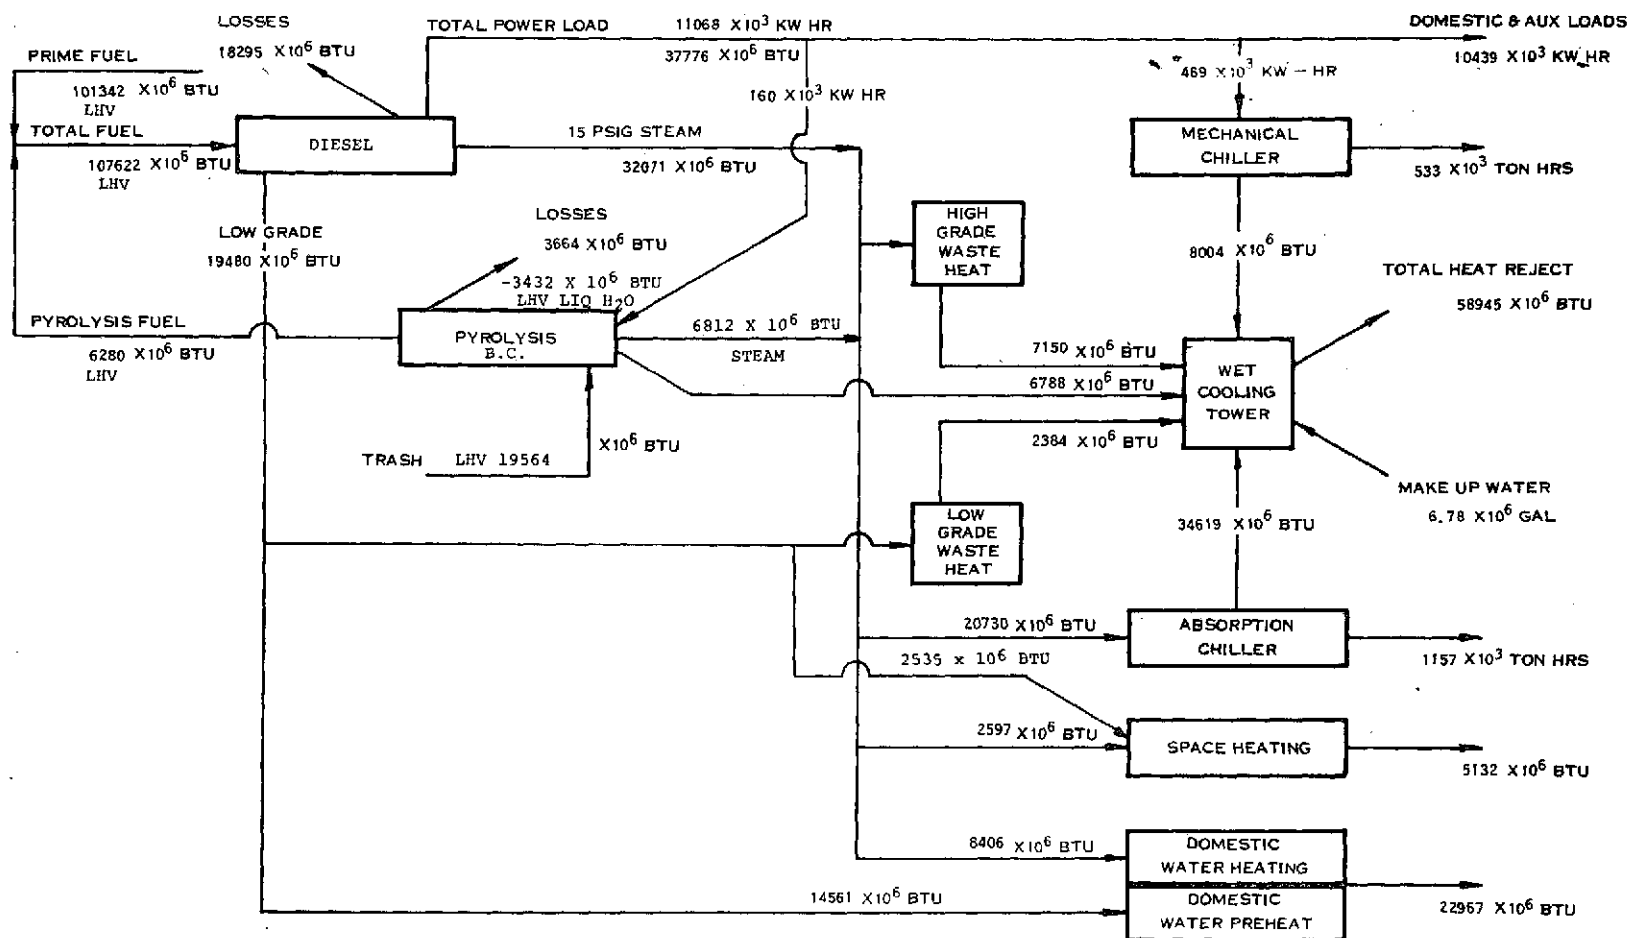 LOSSES
18295 X10⁶ BTU
TOTAL POWER LOAD
11068 X10³ KW HR
37776 X10⁶ BTU
DOMESTIC & AUX LOADS
10439 X10³ KW HR
PRIME FUEL
101342 X10⁶ BTU
LHV
469 X10³ KW - HR
160 X10³ KW HR
TOTAL FUEL
107622 X10⁶ BTU
LHV
DIESEL
15 PSIG STEAM
32071 X10⁶ BTU
MECHANICAL
CHILLER
533 X10³ TON HRS
LOW GRADE
19480 X10⁶ BTU
LOSSES
3664 X10⁶ BTU
-3432 X 10⁶ BTU
LHV LIQ H₂O
HIGH
GRADE
WASTE
HEAT
8004 X10⁶ BTU
TOTAL HEAT REJECT
58945 X10⁶ BTU
PYROLYSIS FUEL
6280 X10⁶ BTU
LHV
PYROLYSIS
B.C.
6812 X 10⁶ BTU
STEAM
7150 X10⁶ BTU
6788 X10⁶ BTU
2384 X10⁶ BTU
WET
COOLING
TOWER
TRASH
LHV 19564
X10⁶ BTU
MAKE UP WATER
6.78 X10⁶ GAL
LOW
GRADE
WASTE
HEAT
34619 X10⁶ BTU
20730 X10⁶ BTU
ABSORPTION
CHILLER
1157 X10³ TON HRS
2535 x 10⁶ BTU
2597 X10⁶ BTU
SPACE HEATING
5132 X10⁶ BTU
8406 X10⁶ BTU
DOMESTIC
WATER HEATING
14561 X10⁶ BTU
DOMESTIC
WATER PREHEAT
22967 X10⁶ BTU